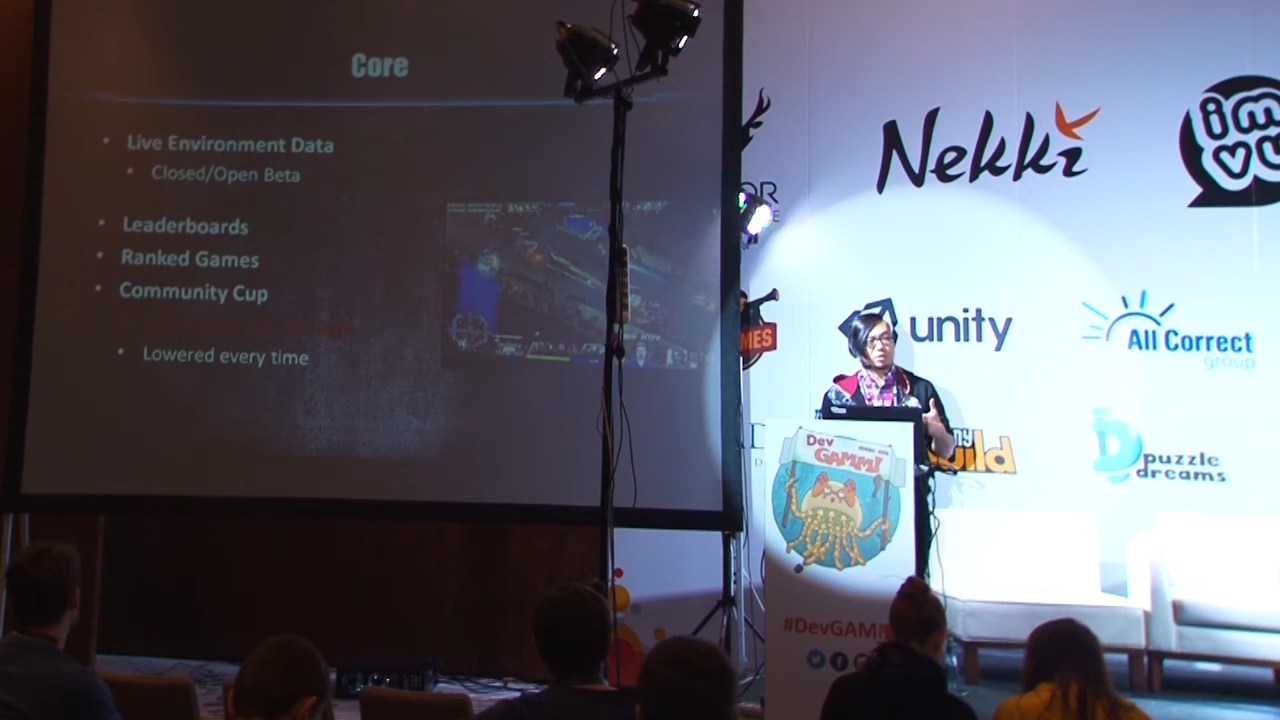 Core
Live Environment Data
Closed/Open Beta
Leaderboards
Ranked Games
Community Cup
Lowered every time
Nekki
unity
All Correct
group
puzzle
dreams
Dev
GAMM!
#DevGAMM